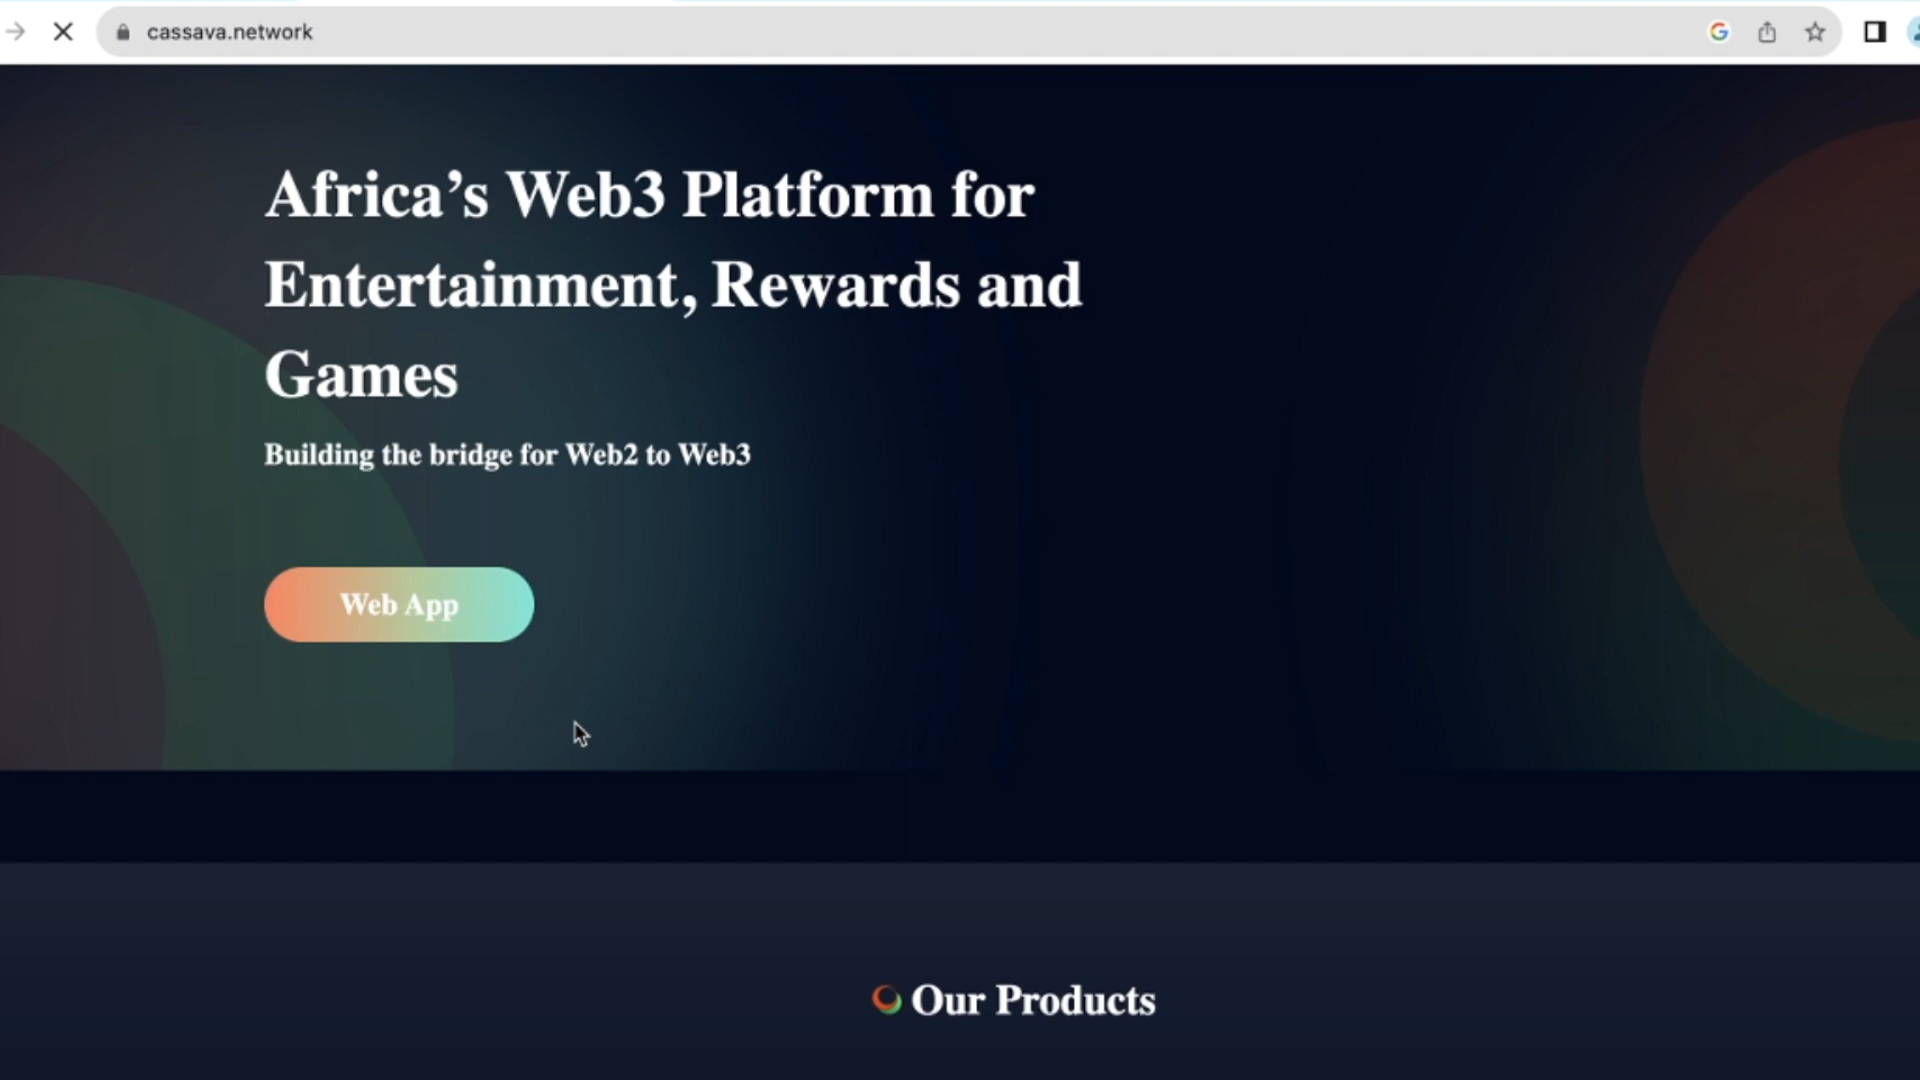 cassava.network
Africa’s Web3 Platform for
Entertainment, Rewards and
Games
Building the bridge for Web2 to Web3
Web App
Our Products